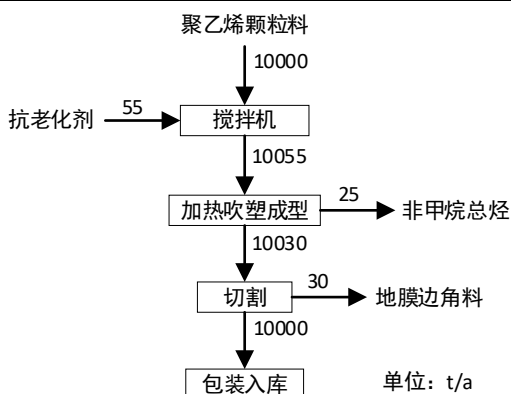 聚乙烯颗粒料
10000
抗老化剂
55
搅拌机
10055
加热吹塑成型
25
非甲烷总烃
10030
切割
30
地膜边角料
10000
包装入库
单位：t/a